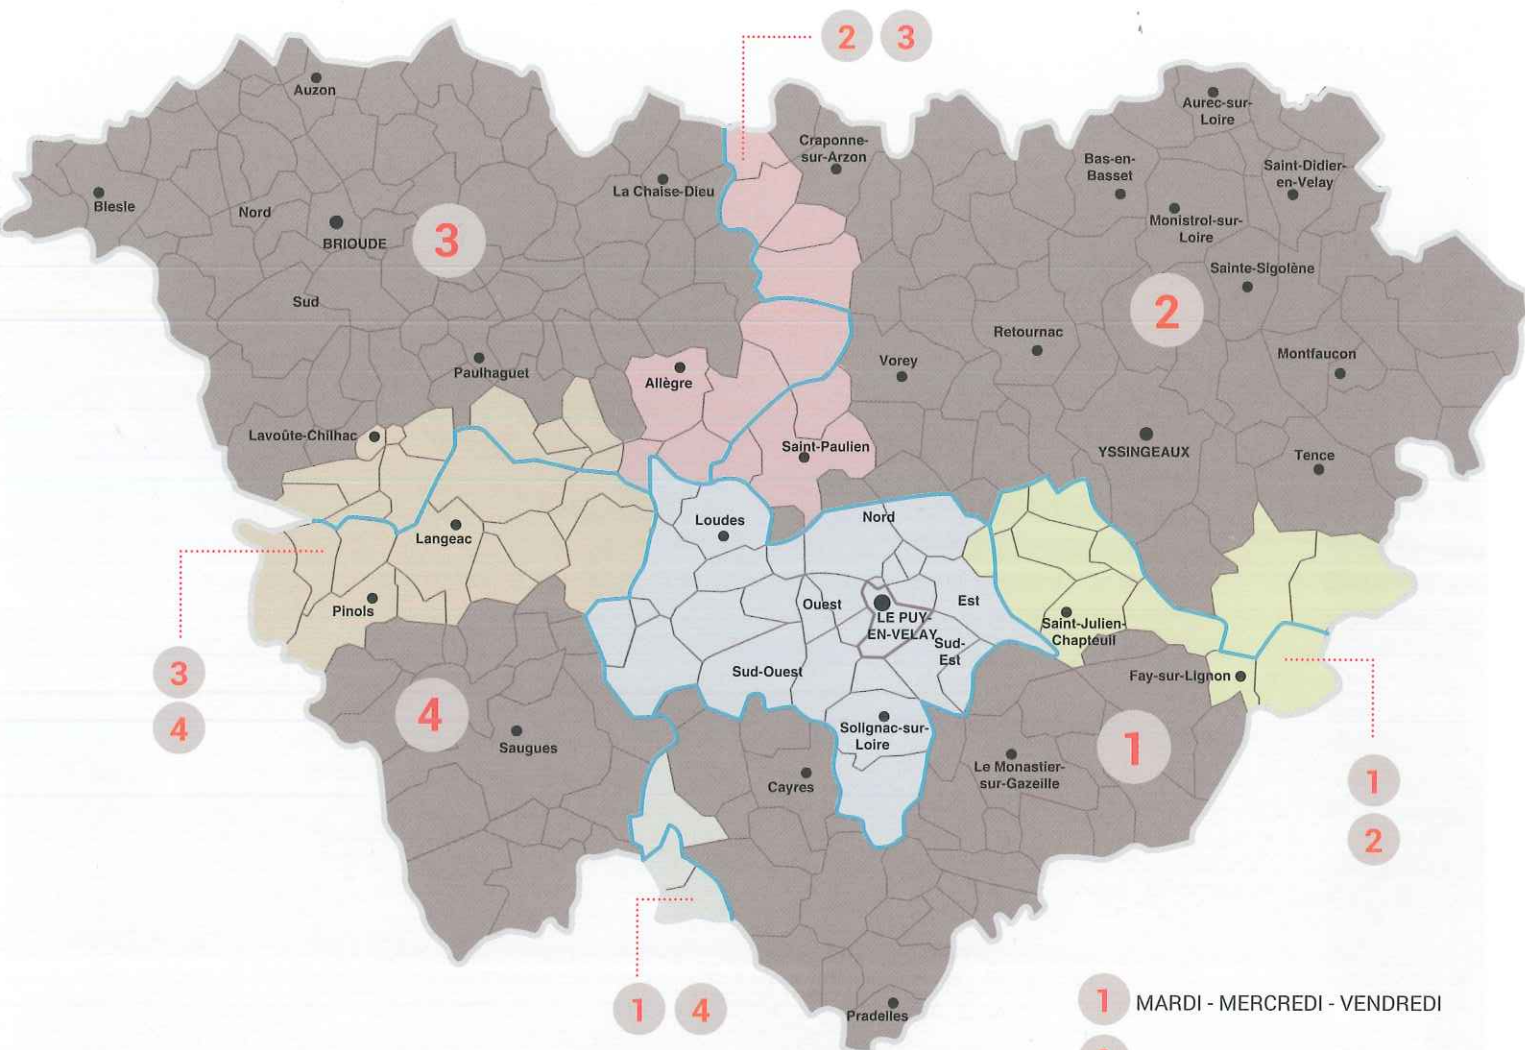 2 3
Auzon
Aurec-sur-
Loire
Craponne-
sur-Arzon
Bas-en-
Basset
Saint-Didier-
en-Velay
La Chaise-Dieu
Blesle
Nord
Monistrol-sur-
Loire
BRIOUDE
3
Sainte-Sigolène
Sud
2
Retournac
Montfaucon
Vorey
Paulhaguet
Allègre
Lavoûte-Chilhac
Saint-Paulien
YSSINGEAUX
Tence
Loudes
Nord
Langeac
Pinols
Ouest
Est
LE PUY-
EN-VELAY
Saint-Julien-
Chapteuil
Sud-
Est
3
4
Sud-Ouest
Fay-sur-Lignon
4
Saugues
Solignac-sur-
Loire
1
Le Monastier-
sur-Gazeille
Cayres
1
2
1 4
Pradelles
1 MARDI - MERCREDI - VENDREDI